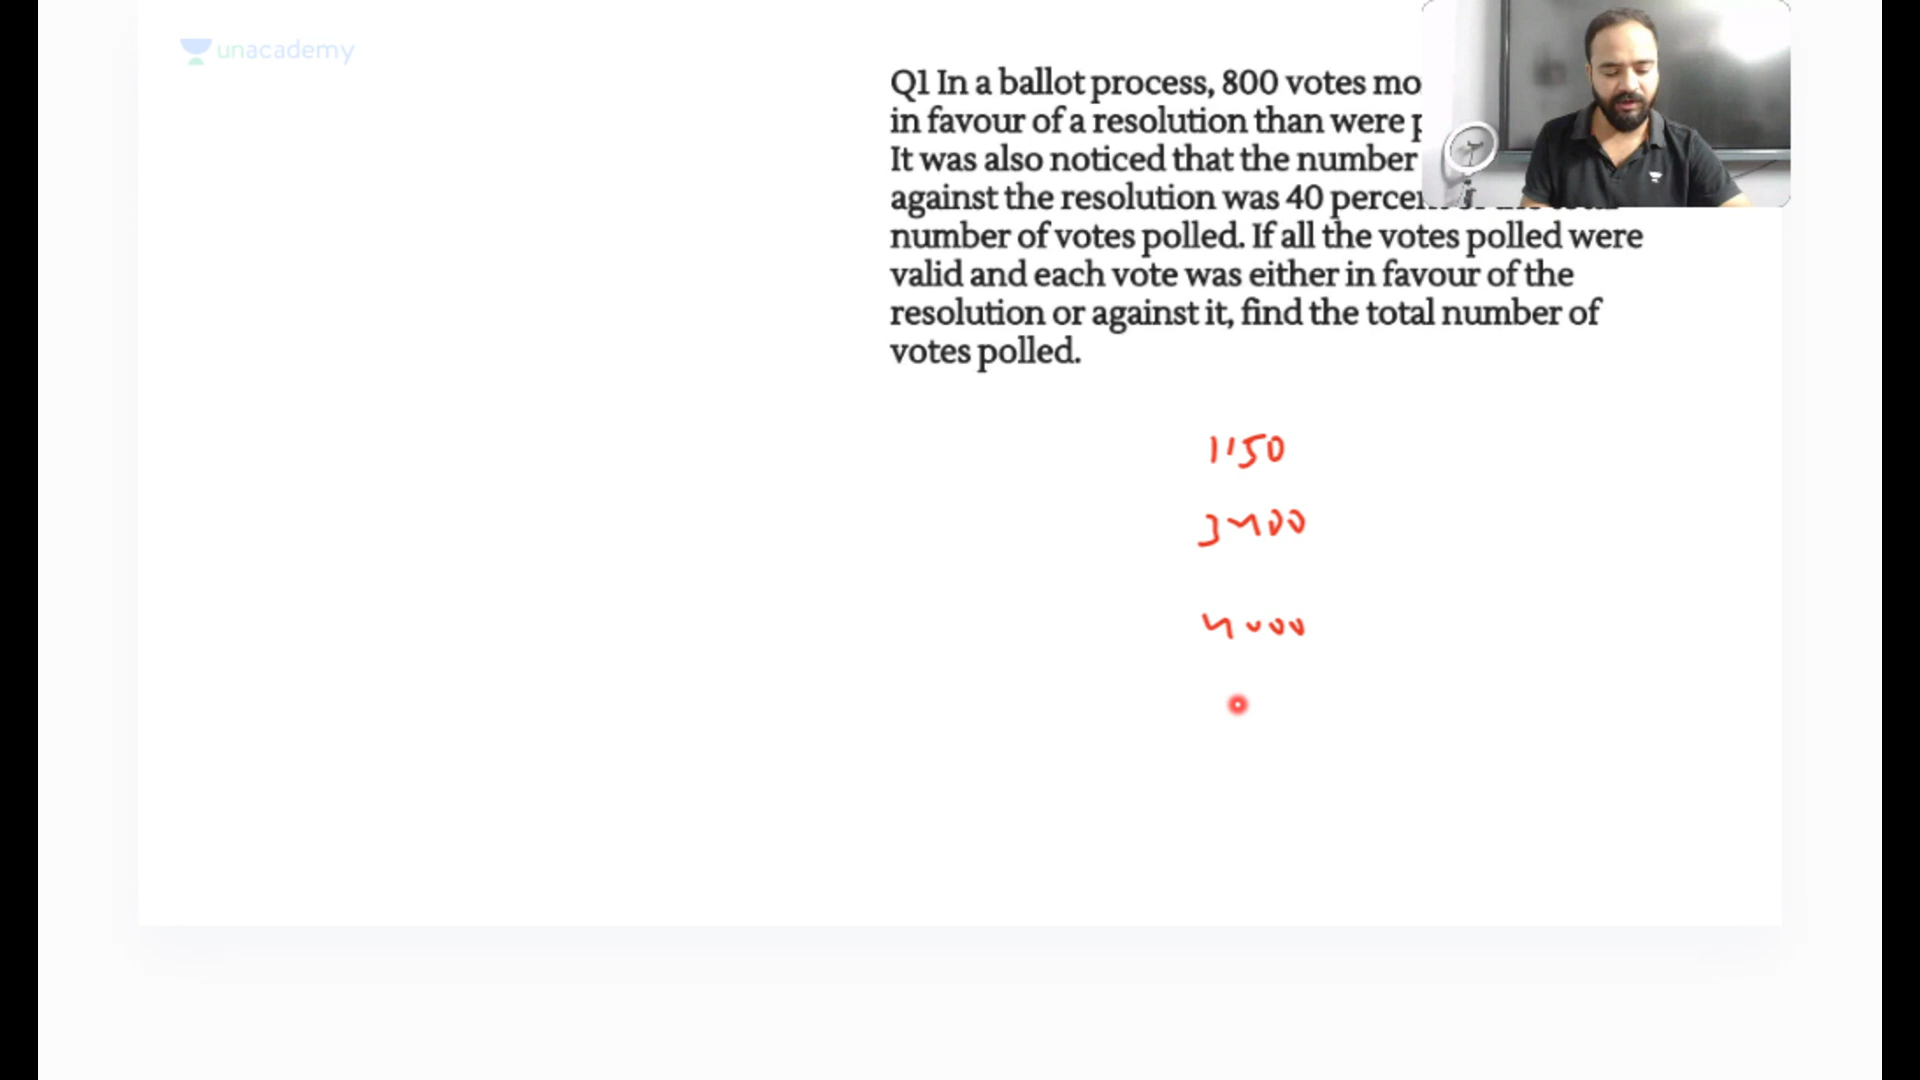 unacademy
Q1 In a ballot process, 800 votes mo
in favour of a resolution than were
It was also noticed that the number
against the resolution was 40 percent
number of votes polled. If all the votes polled were
valid and each vote was either in favour of the
resolution or against it, find the total number of
votes polled.
1150
3400
4000